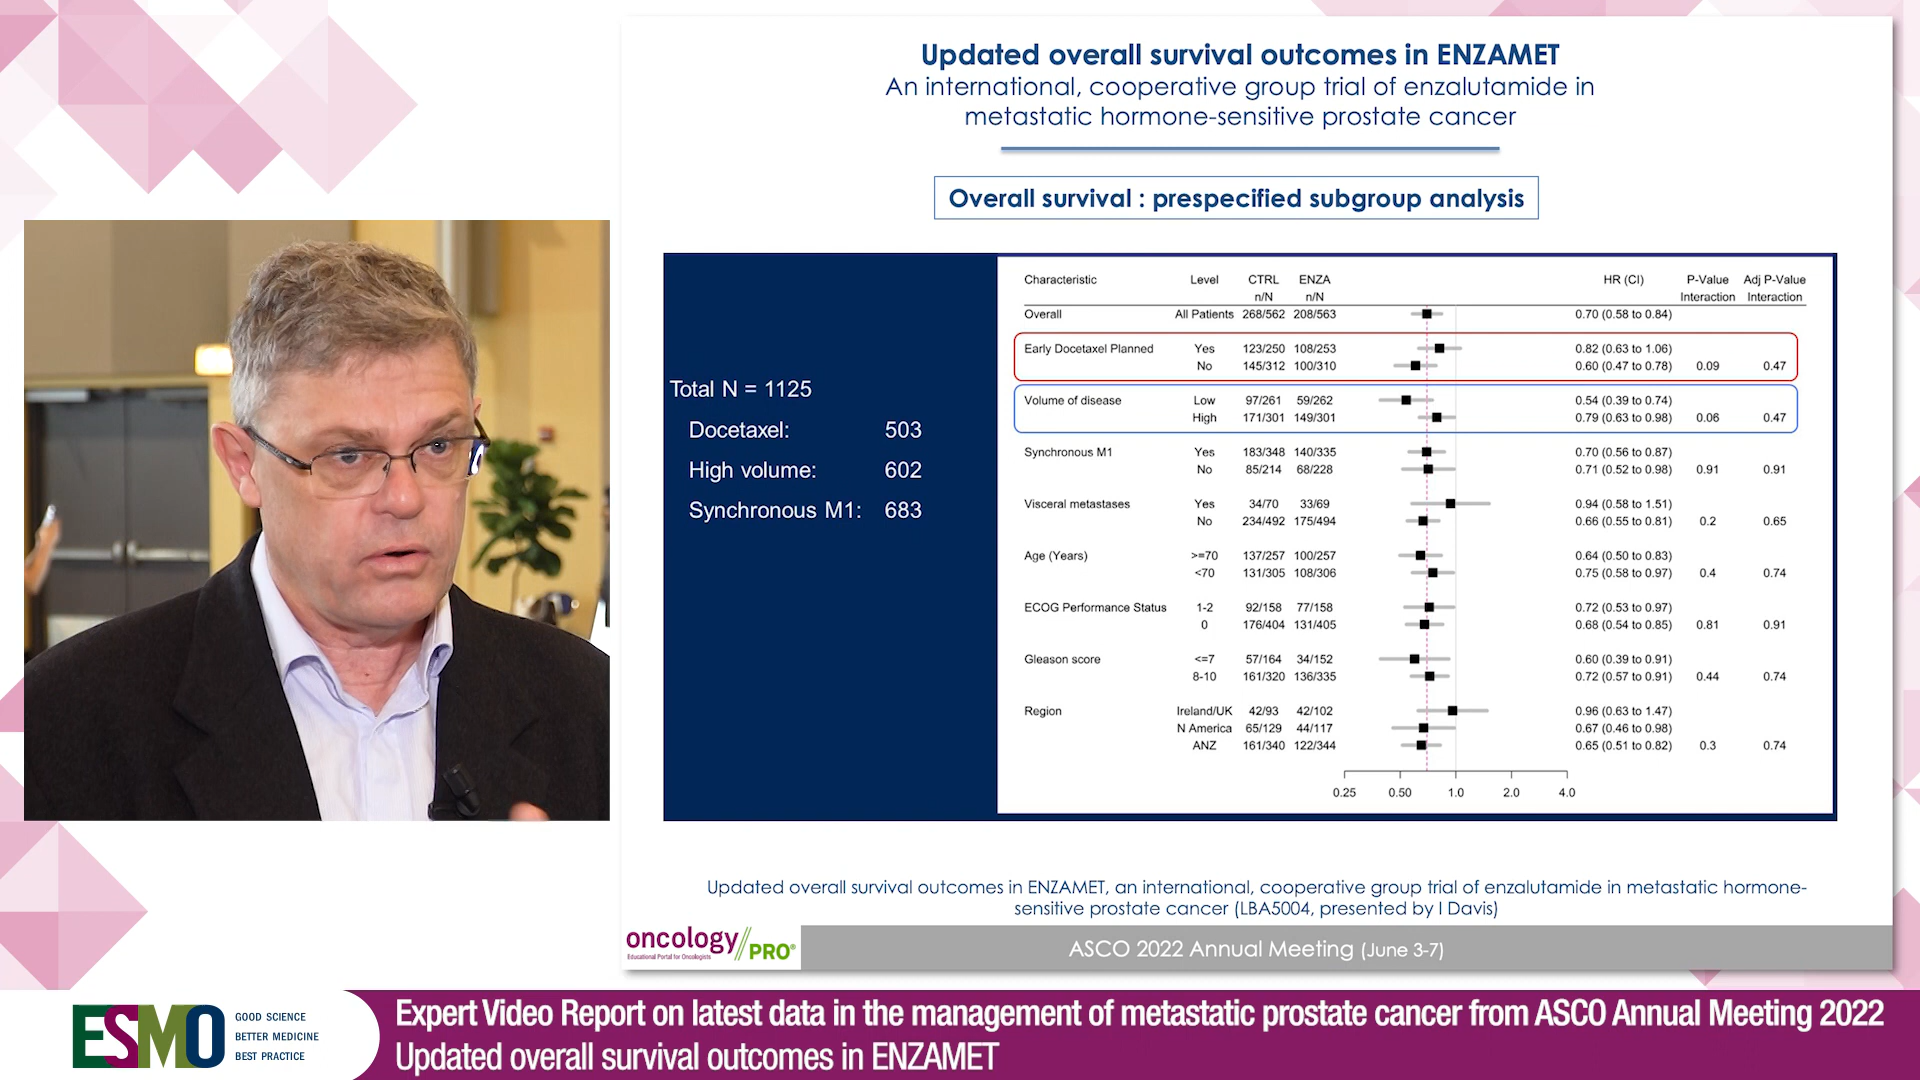 Updated overall survival outcomes in ENZAMET
An international, cooperative group trial of enzalutamide in
metastatic hormone-sensitive prostate cancer
Overall survival : prespecified subgroup analysis
Total N = 1125
Docetaxel: 503
High volume: 602
Synchronous M1: 683
Characteristic Level CTRL ENZA HR (CI) P-Value Adj P-Value
n/N n/N Interaction Interaction
Overall All Patients 268/562 208/563 0.70 (0.58 to 0.84)
Early Docetaxel Planned Yes 123/250 108/253 0.82 (0.63 to 1.06)
No 145/312 100/310 0.60 (0.47 to 0.78) 0.09 0.47
Volume of disease Low 97/261 59/262 0.54 (0.39 to 0.74)
High 171/301 149/301 0.79 (0.63 to 0.98) 0.06 0.47
Synchronous M1 Yes 183/348 140/335 0.70 (0.56 to 0.87)
No 85/214 68/228 0.71 (0.52 to 0.98) 0.91 0.91
Visceral metastases Yes 34/70 33/69 0.94 (0.58 to 1.51)
No 234/492 175/494 0.66 (0.55 to 0.81) 0.2 0.65
Age (Years) >=70 137/257 100/257 0.64 (0.50 to 0.83)
<70 131/305 108/306 0.75 (0.58 to 0.97) 0.4 0.74
ECOG Performance Status 1-2 92/158 77/158 0.72 (0.53 to 0.97)
0 176/404 131/405 0.68 (0.54 to 0.85) 0.81 0.91
Gleason score <=7 57/164 34/152 0.60 (0.39 to 0.91)
8-10 161/320 136/335 0.72 (0.57 to 0.91) 0.44 0.74
Region Ireland/UK 42/93 42/102 0.96 (0.63 to 1.47)
N America 65/129 44/117 0.67 (0.46 to 0.98)
ANZ 161/340 122/344 0.65 (0.51 to 0.82) 0.3 0.74
0.25 0.50 1.0 2.0 4.0
Updated overall survival outcomes in ENZAMET, an international, cooperative group trial of enzalutamide in metastatic hormone-
sensitive prostate cancer (LBA5004, presented by I Davis)
oncology//PRO®
Educational Portal for Oncologists
ASCO 2022 Annual Meeting (June 3-7)
ESMO
GOOD SCIENCE
BETTER MEDICINE
BEST PRACTICE
Expert Video Report on latest data in the management of metastatic prostate cancer from ASCO Annual Meeting 2022
Updated overall survival outcomes in ENZAMET